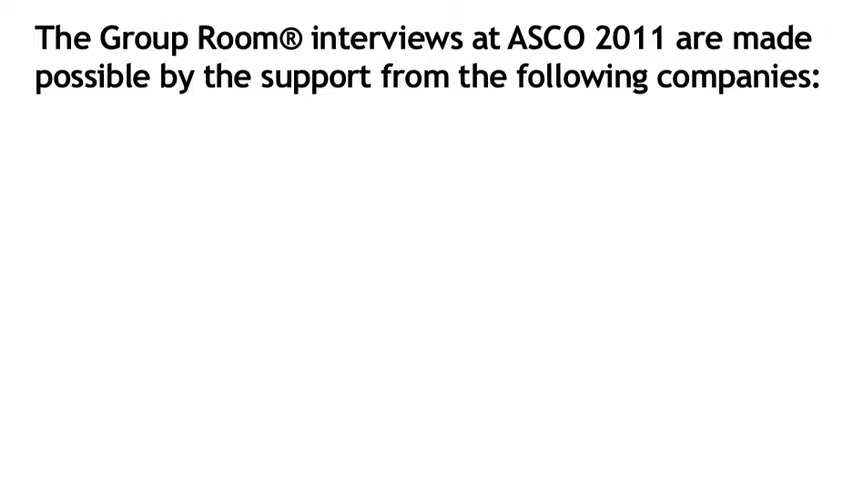 The Group Room® interviews at ASCO 2011 are made
possible by the support from the following companies: